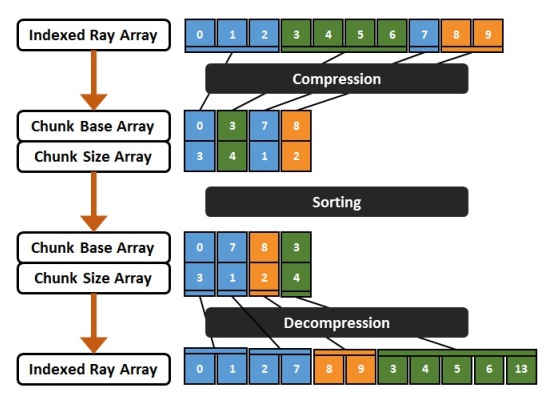 Indexed Ray Array 0 1 2 3 4 5 6 7 8 9
Compression
Chunk Base Array 0 3 7 8
Chunk Size Array 3 4 1 2
Sorting
Chunk Base Array 0 7 8 3
Chunk Size Array 3 1 2 4
Decompression
Indexed Ray Array 0 1 2 7 8 9 3 4 5 6 13